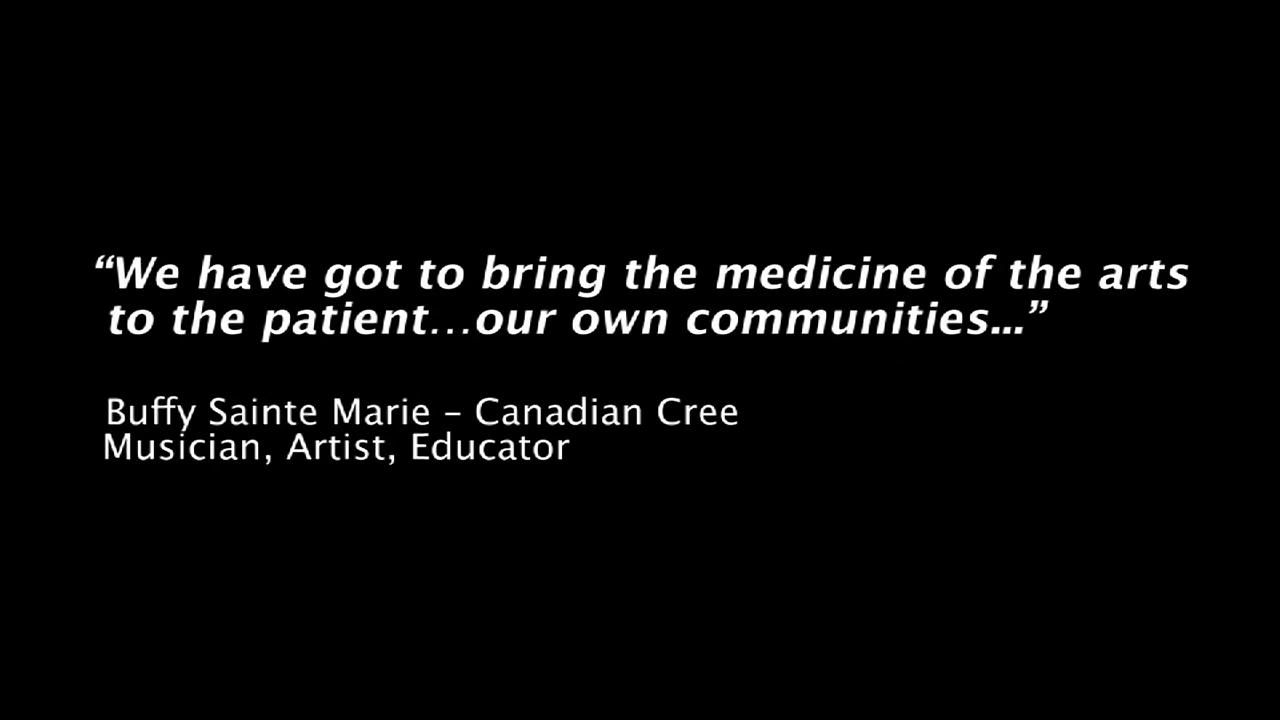 “We have got to bring the medicine of the arts
to the patient...our own communities...”
Buffy Sainte Marie – Canadian Cree
Musician, Artist, Educator